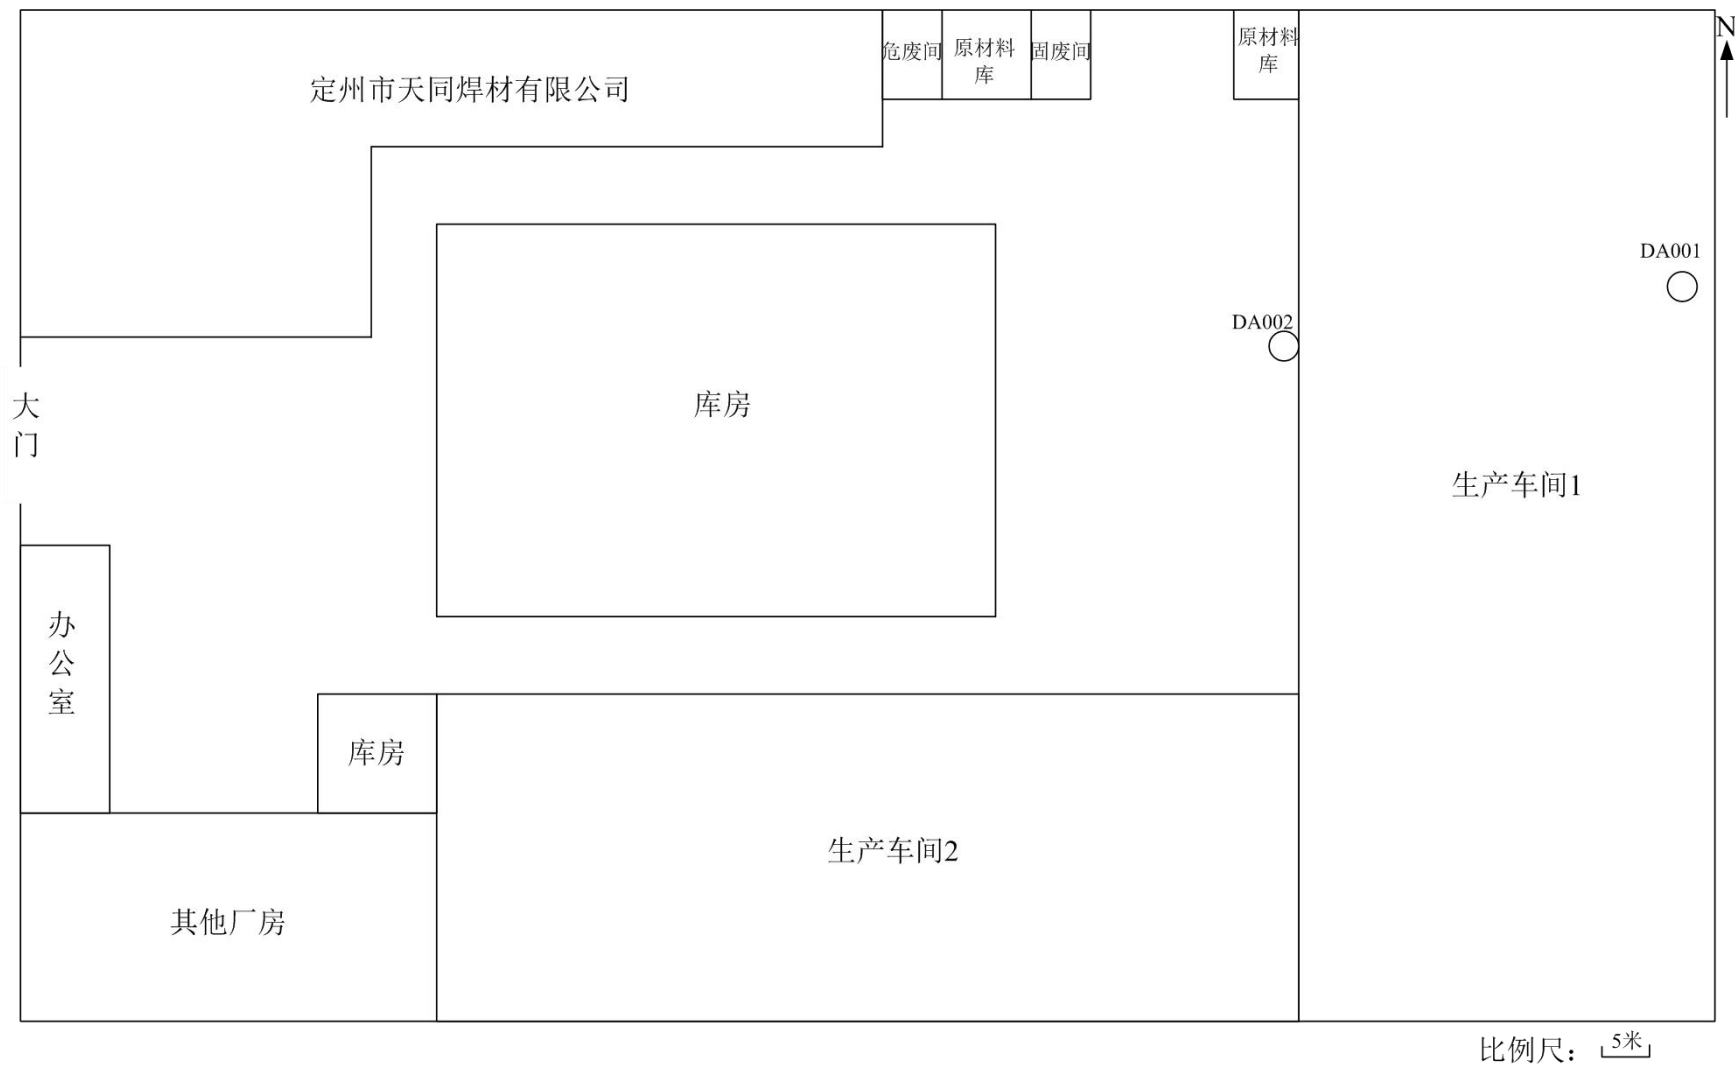 N
定州市天同焊材有限公司
危废间
原材料
库
固废间
原材料
库
DA001
DA002
大
门
库房
生产车间1
办
公
室
库房
生产车间2
其他厂房
比例尺：
5米